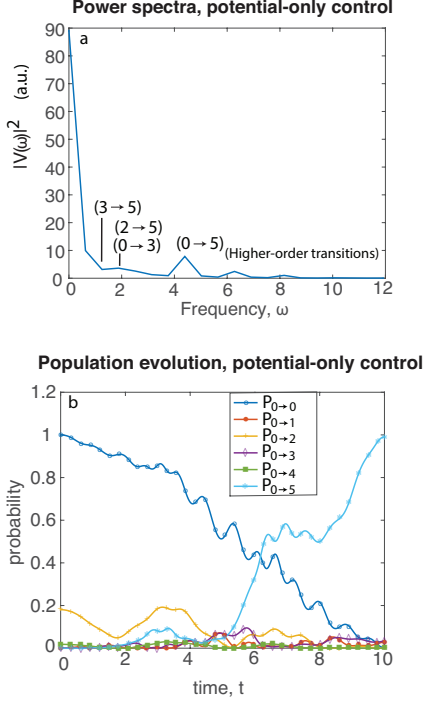 Power spectra, potential-only control
a
|V(ω)|² (a.u.)
90
80
70
60
50
40
30
20
10
0
(3→5)
(2→5)
(0→3)
(0→5)
(Higher-order transitions)
0 2 4 6 8 10 12
Frequency, ω
Population evolution, potential-only control
b
probability
1.2
1
0.8
0.6
0.4
0.2
0
P0→0
P0→1
P0→2
P0→3
P0→4
P0→5
0 2 4 6 8 10
time, t